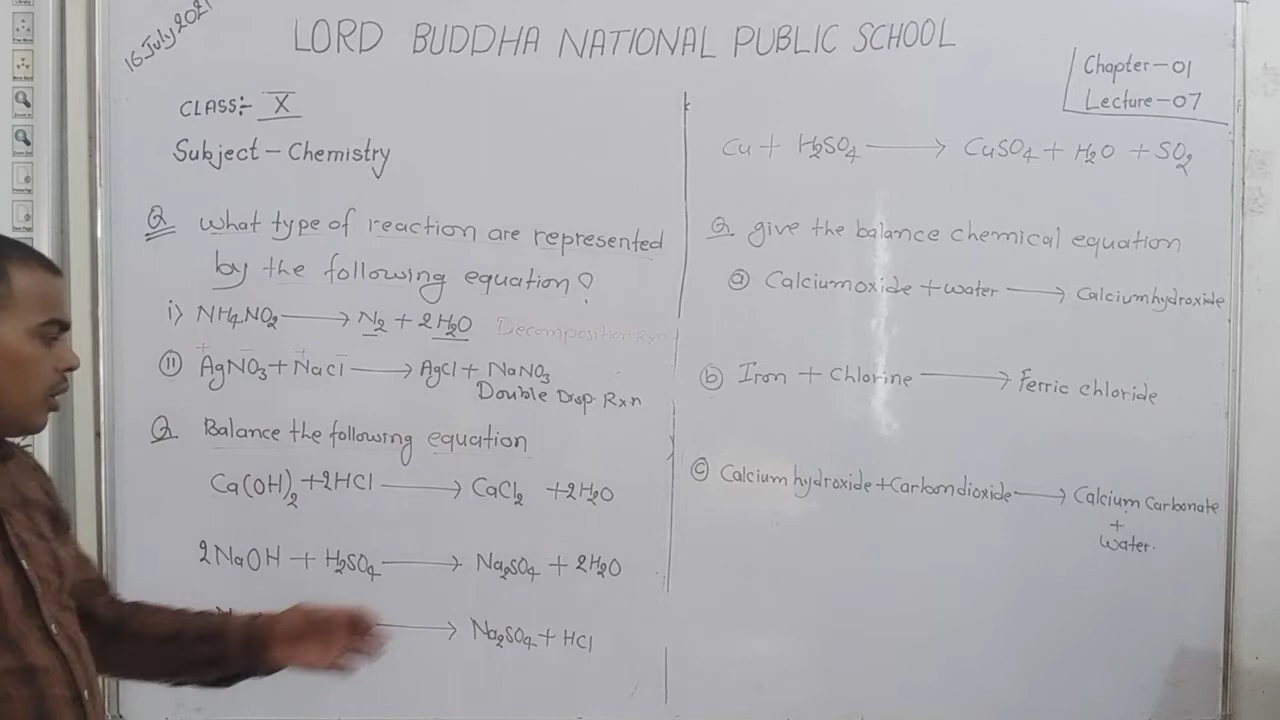 16 July 2021
LORD BUDDHA NATIONAL PUBLIC SCHOOL
Chapter-01
Lecture-07
CLASS:- X
Subject - Chemistry
Q What type of reaction are represented
by the following equation?
i) NH4NO2 → N2 + 2H2O Decomposition Rxn
(ii) AgNO3 + NaCl → AgCl + NaNO3
+ - + -
Double Disp. Rxn
Q Balance the following equation
Ca(OH)2 + 2HCl → CaCl2 + 2H2O
2NaOH + H2SO4 → Na2SO4 + 2H2O
→ Na2SO4 + HCl
Cu + H2SO4 → CuSO4 + H2O + SO2
Q. give the balance chemical equation
(a) Calciumoxide + water → Calciumhydroxide
(b) Iron + Chlorine → Ferric chloride
(c) Calcium hydroxide + Carbondioxide → Calcium Carbonate
+
Water.